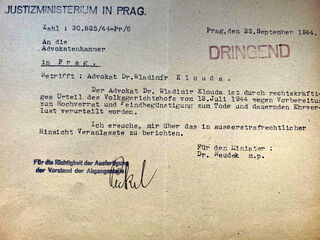 JUSTIZMINISTERIUM IN PRAG.
Zahl : 30.825/44-Pr/6
Prag, den 22.September 1944.
An die
Advokatenkammer
DRINGEND
in Prag.
Betrifft : Advokat Dr.Wladimir Klouda.
Der Advokat Dr. Wladimir Klouda ist durch rechtskräfti-
ges Urteil des Volksgerichtshofs vom 12.Juli 1944 wegen Vorbereitung
zum Hochverrat und Feindbegünstigung zum Tode und dauernden Ehrver-
lust verurteilt worden.
Ich ersuche, mir über das in ausserstrafrechtlicher
Hinsicht Veranlasste zu berichten.
Für den Minister :
Dr. m.p.
Für die Richtigkeit der Ausfertigung
der Vorstand der Abgangsstelle